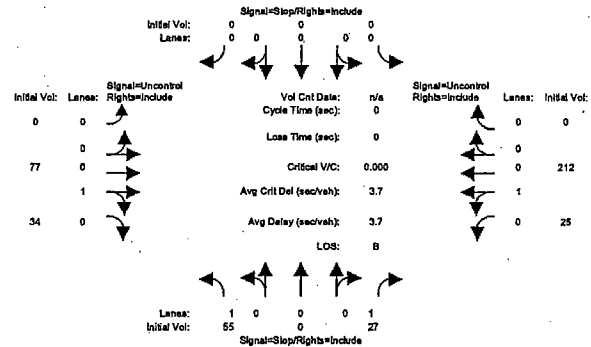 Signal=Stop/Rights=Include
Initial Vol: 0 0 0
Lanes: 0 0 0 0 0
Signal=Uncontrol
Initial Vol: Lanes: Rights=Include
Vol Cnt Date: n/a
Signal=Uncontrol
Rights=Include Lanes: Initial Vol:
Cycle Time (sec): 0
0 0 0 0
Loss Time (sec): 0
0 0
77 0 Critical V/C: 0.000 0 212
1 Avg Crit Del (sec/veh): 3.7 1
34 0 Avg Delay (sec/veh): 3.7 0 25
LOS: B
Lanes: 1 0 0 0 1
Initial Vol: 55 0 27
Signal=Stop/Rights=Include